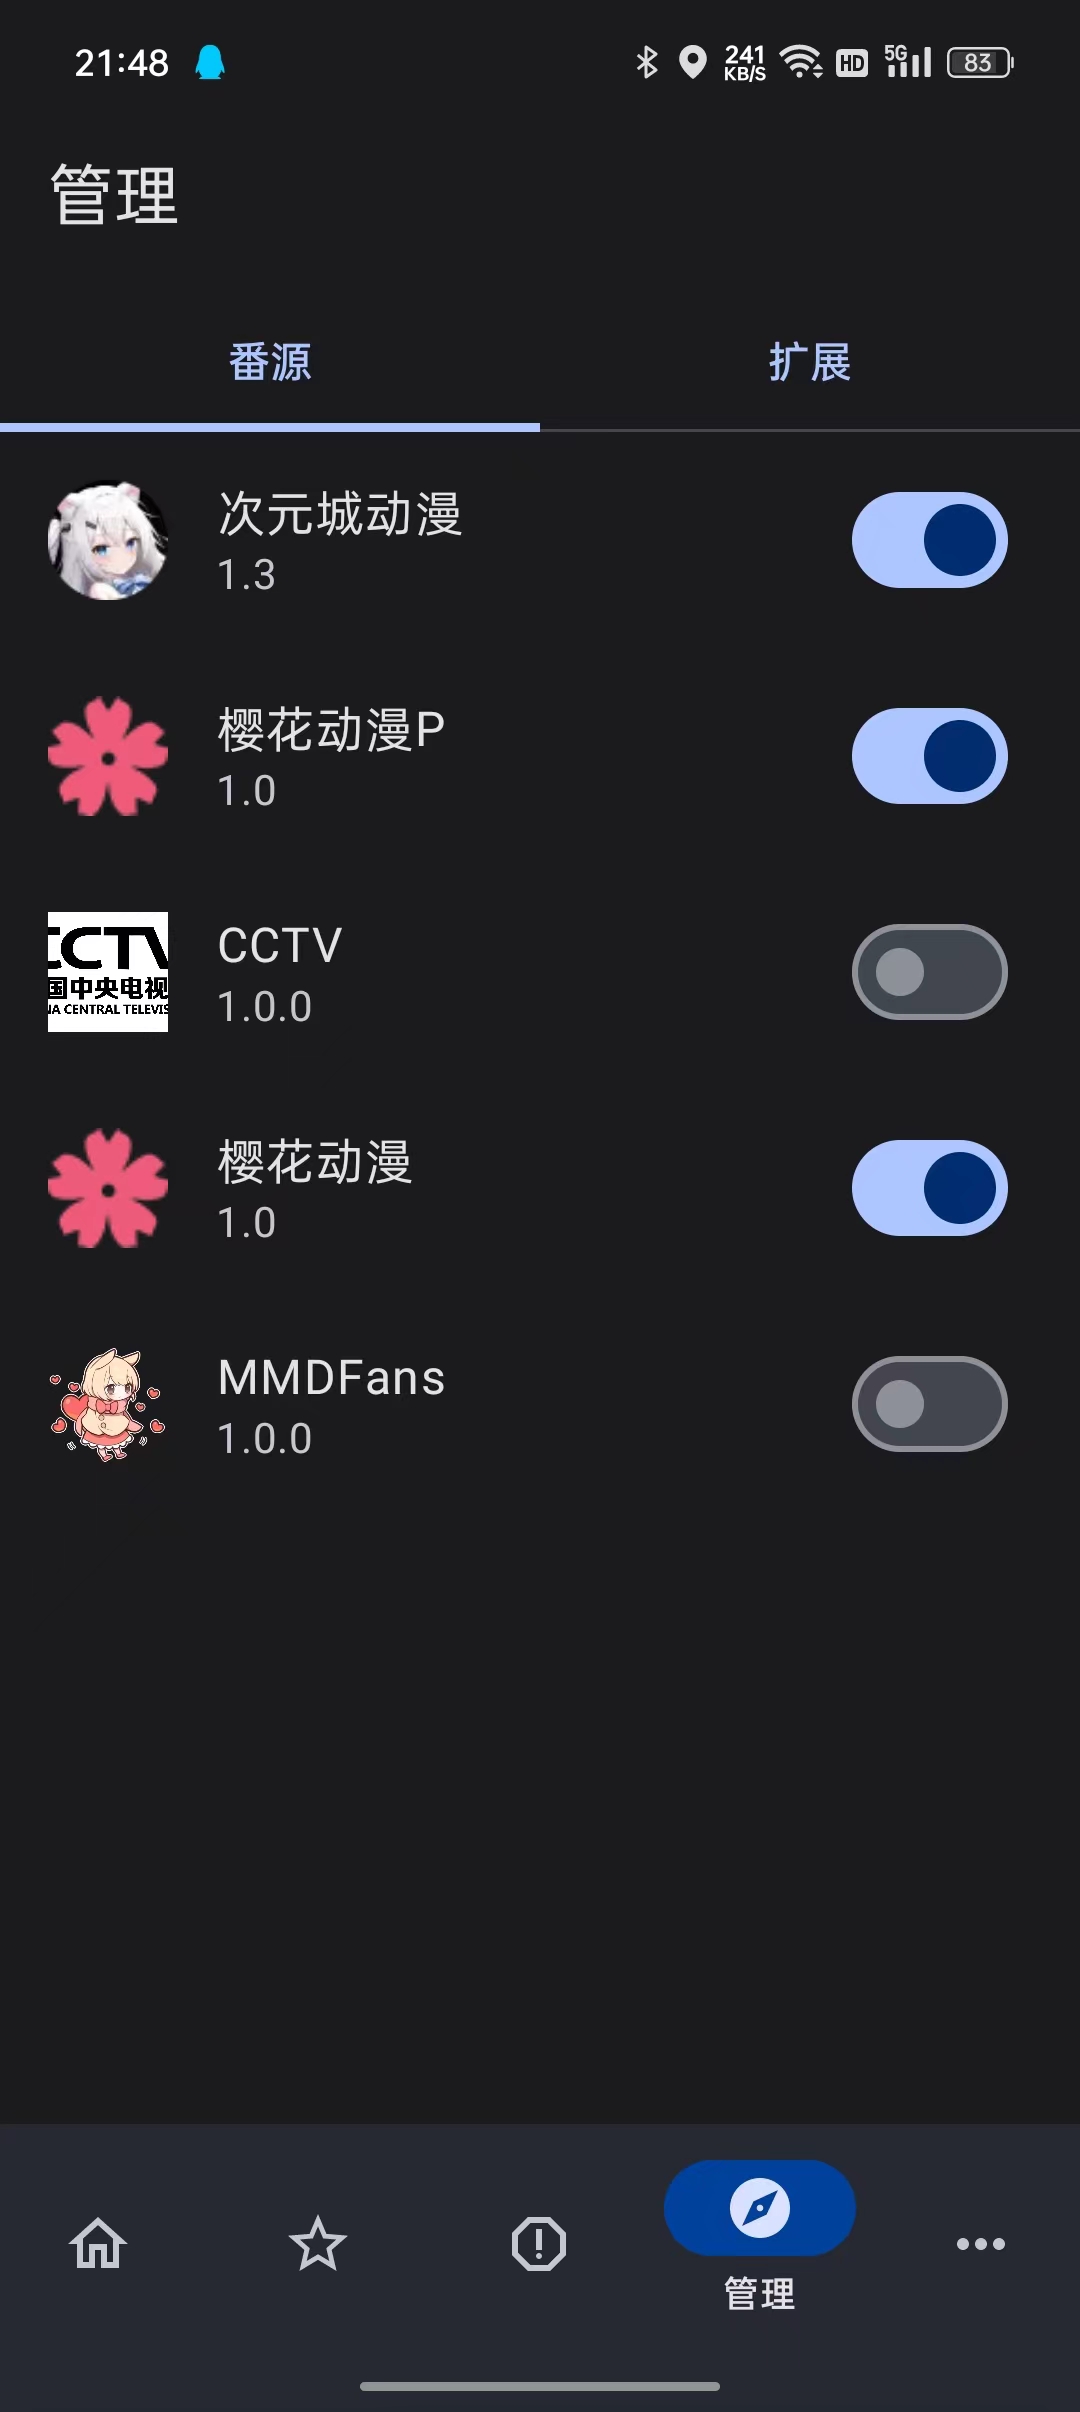 21:48
241
KB/S
HD
5G
83
管理
番源
扩展
次元城动漫
1.3
樱花动漫P
1.0
CCTV
国中央电视
NA CENTRAL TELEVIS
CCTV
1.0.0
樱花动漫
1.0
MMDFans
1.0.0
管理